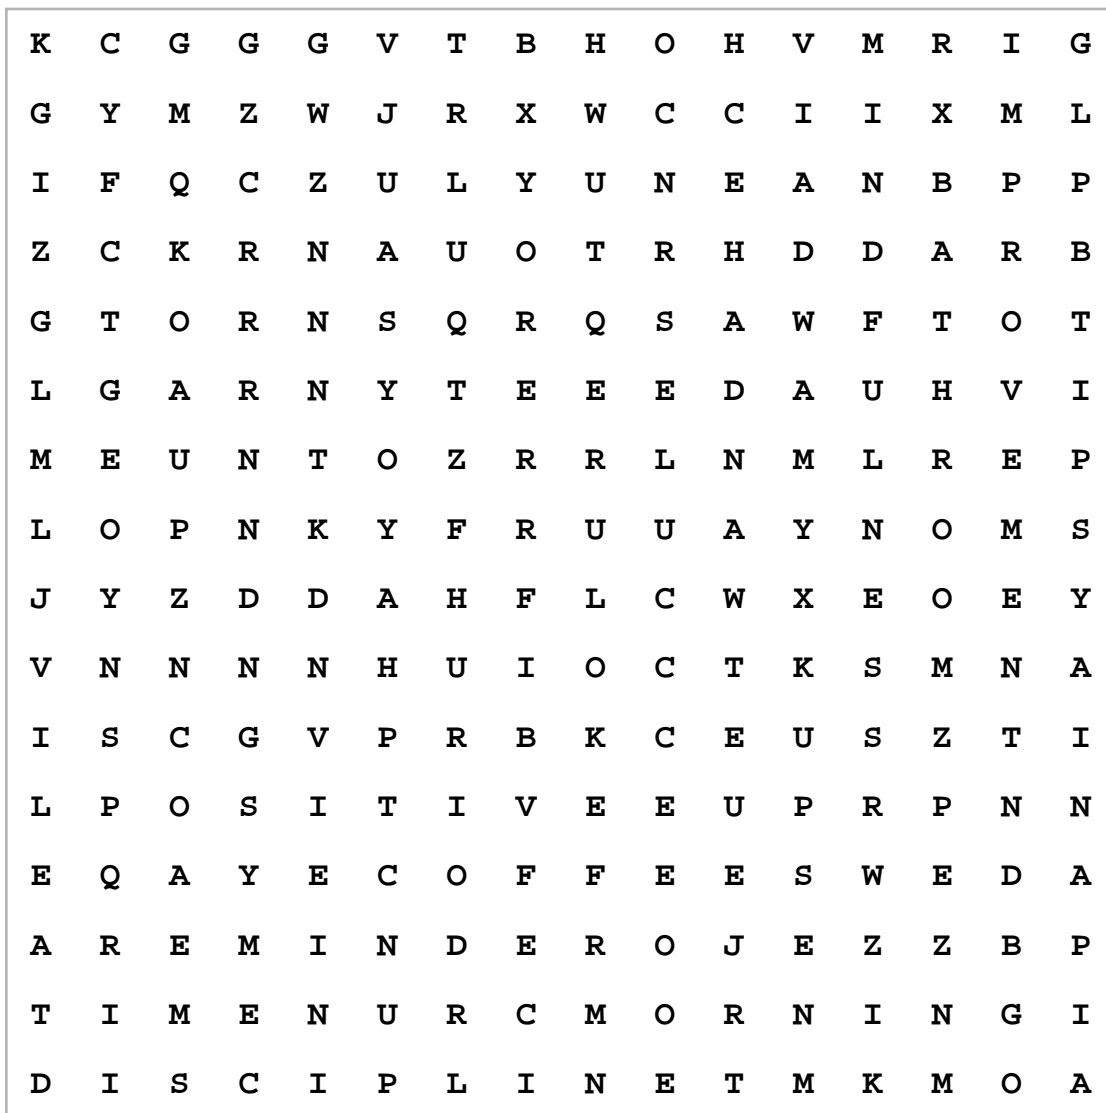 K C G G G V T B H O H V M R I G
G Y M Z W J R X W C C I I X M L
I F Q C Z U L Y U N E A N B P P
Z C K R N A U O T R H D D A R B
G T O R N S Q R Q S A W F T O T
L G A R N Y T E E E D A U H V I
M E U N T O Z R R L N M L R E P
L O P N K Y F R U U A Y N O M S
J Y Z D D A H F L C W X E O E Y
V N N N N H U I O C T K S M N A
I S C G V P R B K C E U S Z T I
L P O S I T I V E E U P R P N N
E Q A Y E C O F F E E S W E D A
A R E M I N D E R O J E Z Z B P
T I M E N U R C M O R N I N G I
D I S C I P L I N E T M K M O A